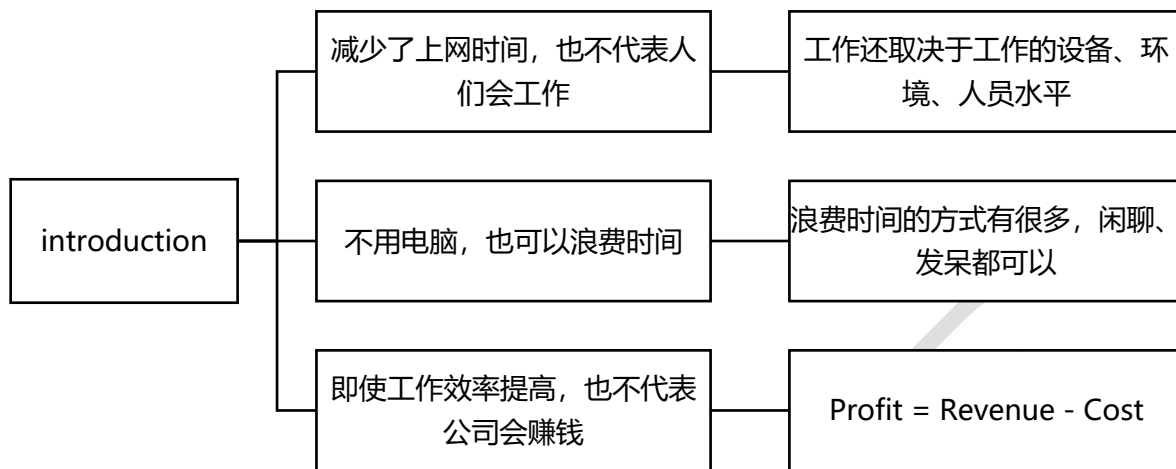 减少了上网时间，也不代表人
们会工作
工作还取决于工作的设备、环
境、人员水平
introduction
不用电脑，也可以浪费时间
浪费时间的方式有很多，闲聊、
发呆都可以
即使工作效率提高，也不代表
公司会赚钱
Profit = Revenue - Cost